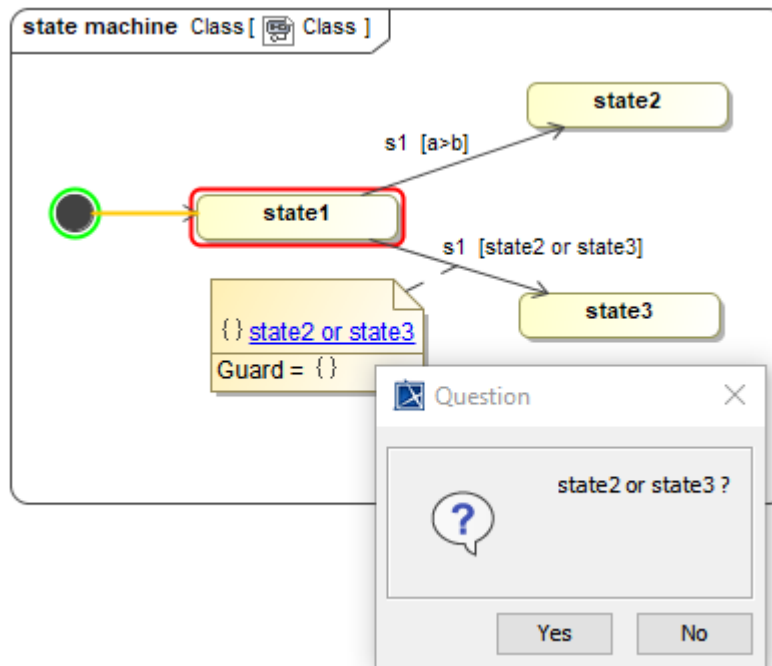 state machine Class [ Class ]
state2
s1 [a>b]
state1
s1 [state2 or state3]
state3
{} state2 or state3
Guard = {}
Question
state2 or state3 ?
Yes No